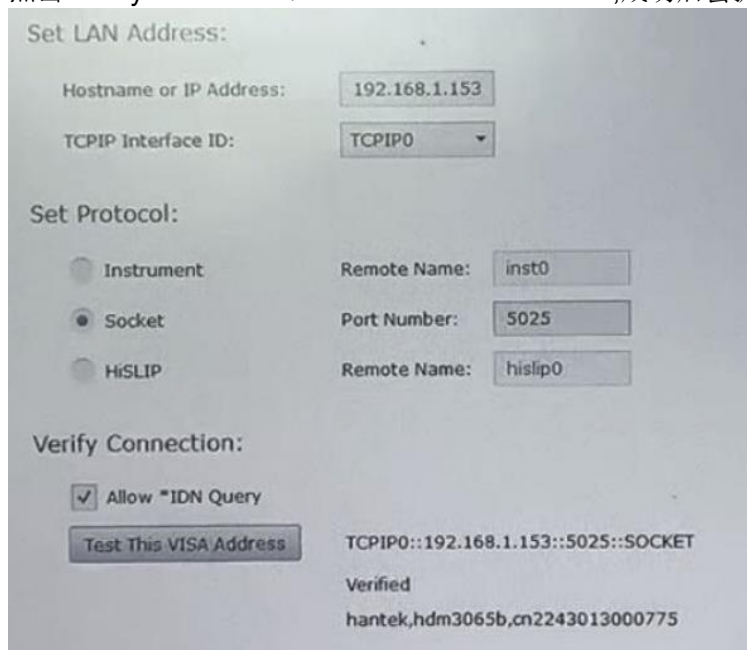 Set LAN Address:
Hostname or IP Address: 192.168.1.153
TCPIP Interface ID: TCPIP0
Set Protocol:
Instrument Remote Name: inst0
Socket Port Number: 5025
HiSLIP Remote Name: hislip0
Verify Connection:
Allow *IDN Query
Test This VISA Address TCPIP0::192.168.1.153::5025::SOCKET
Verified
hantek,hdm3065b,cn2243013000775